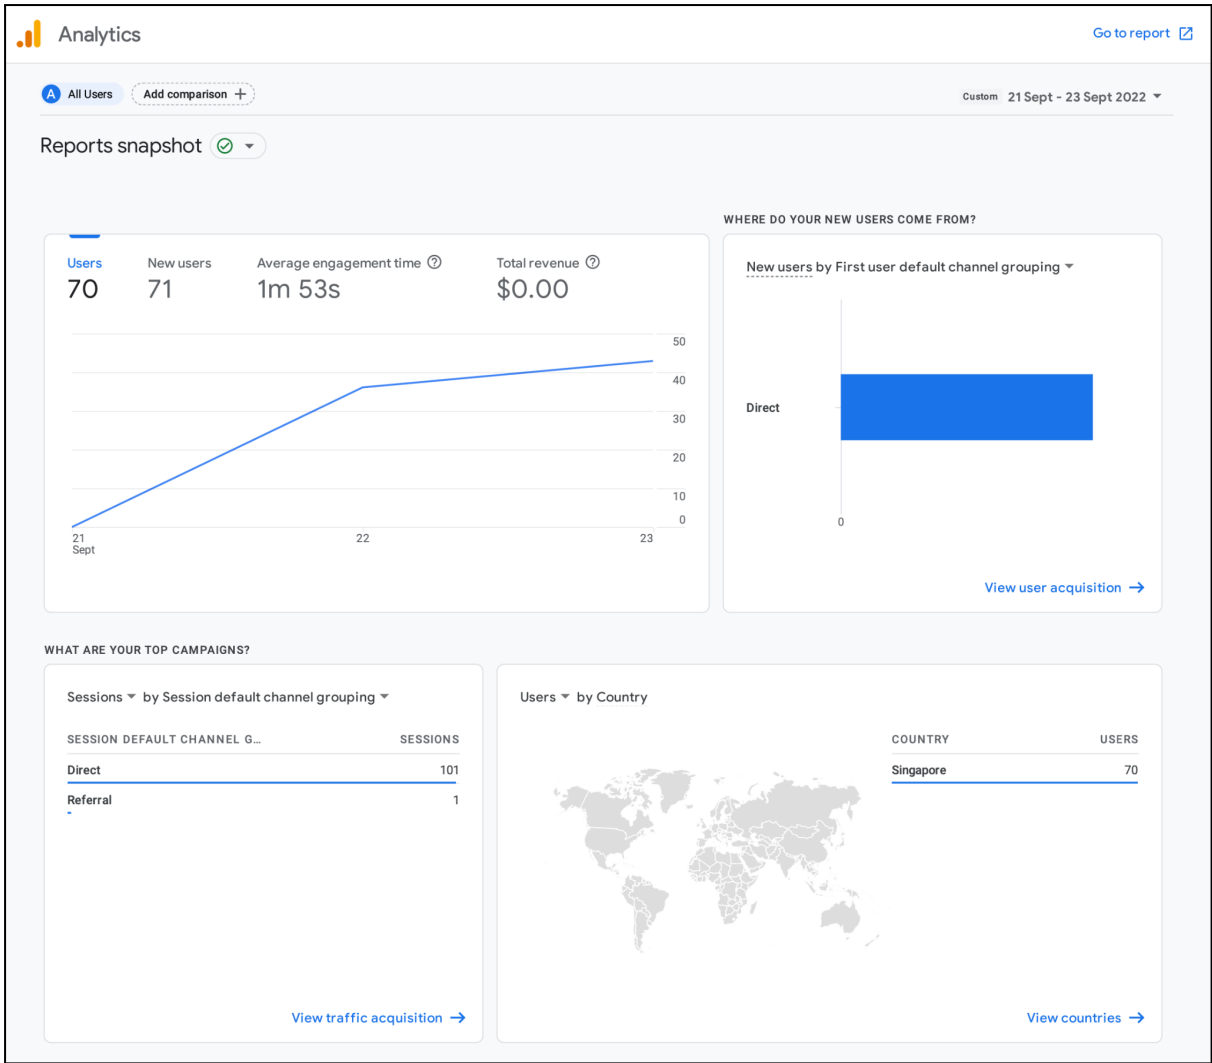 Analytics
Go to report
A All Users Add comparison +
Custom 21 Sept - 23 Sept 2022
Reports snapshot
Users New users Average engagement time Total revenue
70 71 1m 53s $0.00
50
40
30
20
10
0
21 22 23
Sept
WHERE DO YOUR NEW USERS COME FROM?
New users by First user default channel grouping
Direct
0
View user acquisition →
WHAT ARE YOUR TOP CAMPAIGNS?
Sessions by Session default channel grouping
SESSION DEFAULT CHANNEL G... SESSIONS
Direct 101
Referral 1
View traffic acquisition →
Users by Country
COUNTRY USERS
Singapore 70
View countries →